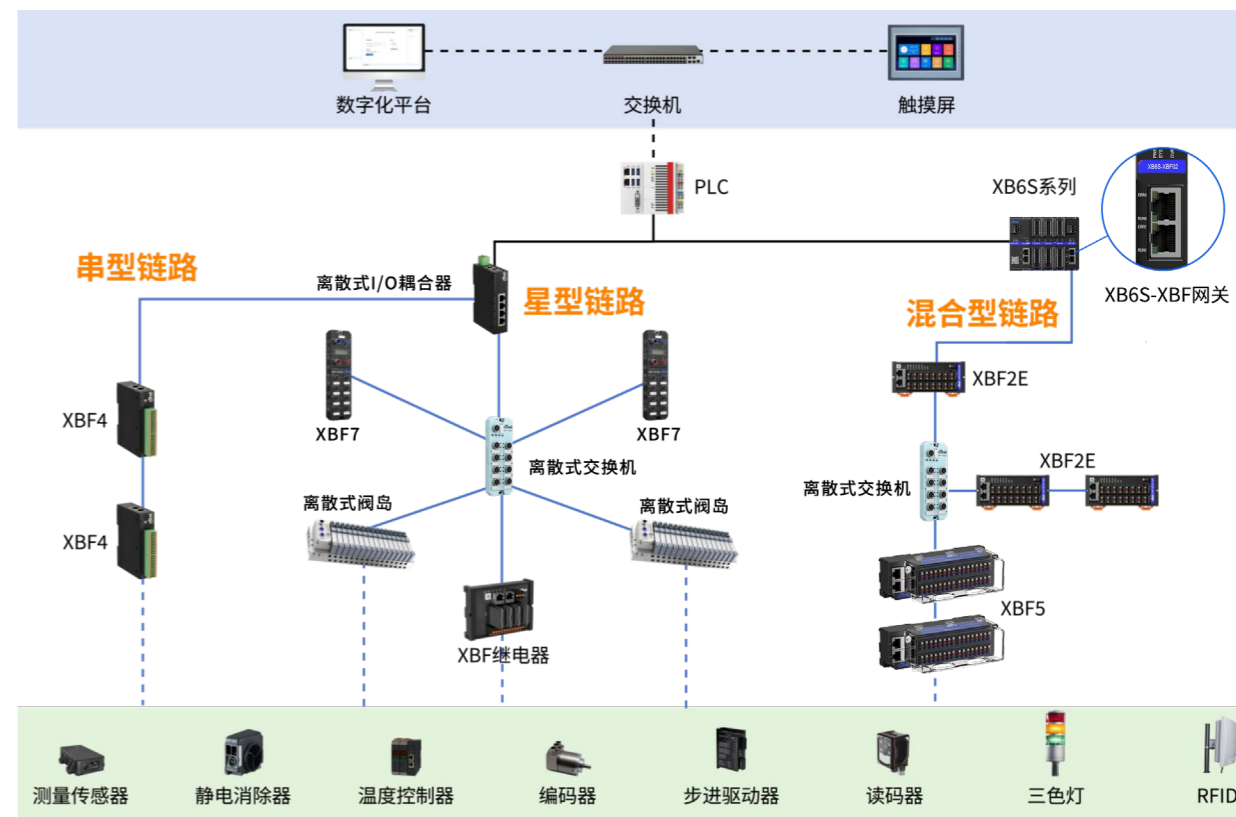 数字化平台
交换机
触摸屏
PLC
XB6S系列
XB6S-XBF02
XB6S-XBF网关
串型链路
离散式I/O耦合器
星型链路
混合型链路
XBF7
XBF7
XBF2E
XBF4
离散式交换机
XBF2E
离散式交换机
离散式阀岛
离散式阀岛
XBF4
XBF5
XBF继电器
测量传感器
静电消除器
温度控制器
编码器
步进驱动器
读码器
三色灯
RFID